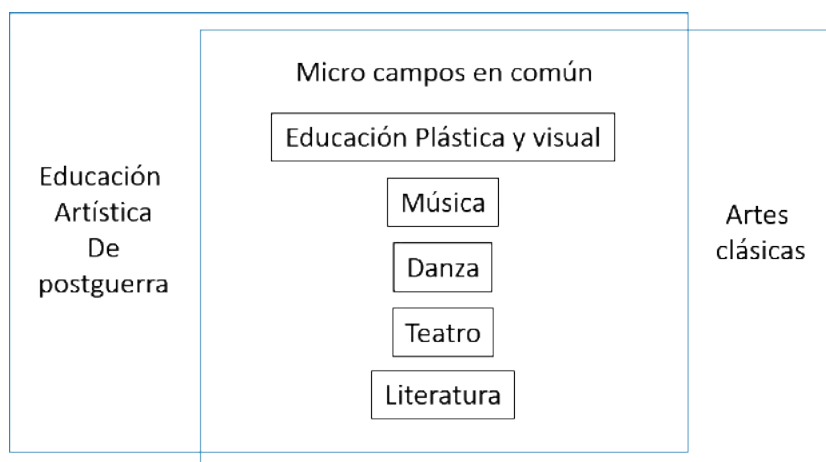 Micro campos en común
Educación Plástica y visual
Música
Danza
Teatro
Literatura
Educación
Artística
De
postguerra
Artes
clásicas